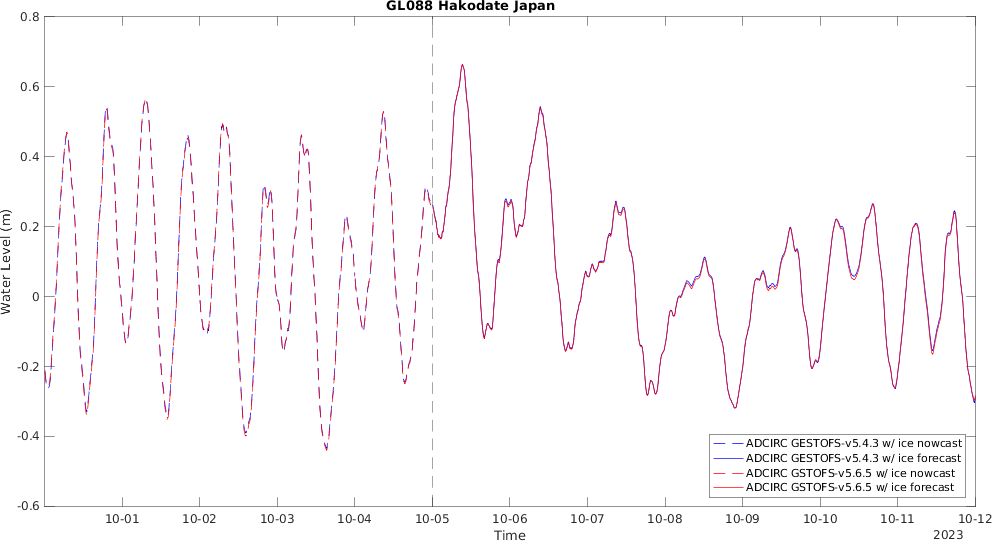 GL088 Hakodate Japan
Water Level (m)
0.8
0.6
0.4
0.2
0
-0.2
-0.4
-0.6
ADCIRC GESTOFS-v5.4.3 w/ ice nowcast
ADCIRC GESTOFS-v5.4.3 w/ ice forecast
ADCIRC GSTOFS-v5.6.5 w/ ice nowcast
ADCIRC GSTOFS-v5.6.5 w/ ice forecast
10-01 10-02 10-03 10-04 10-05 10-06 10-07 10-08 10-09 10-10 10-11 10-12
Time
2023